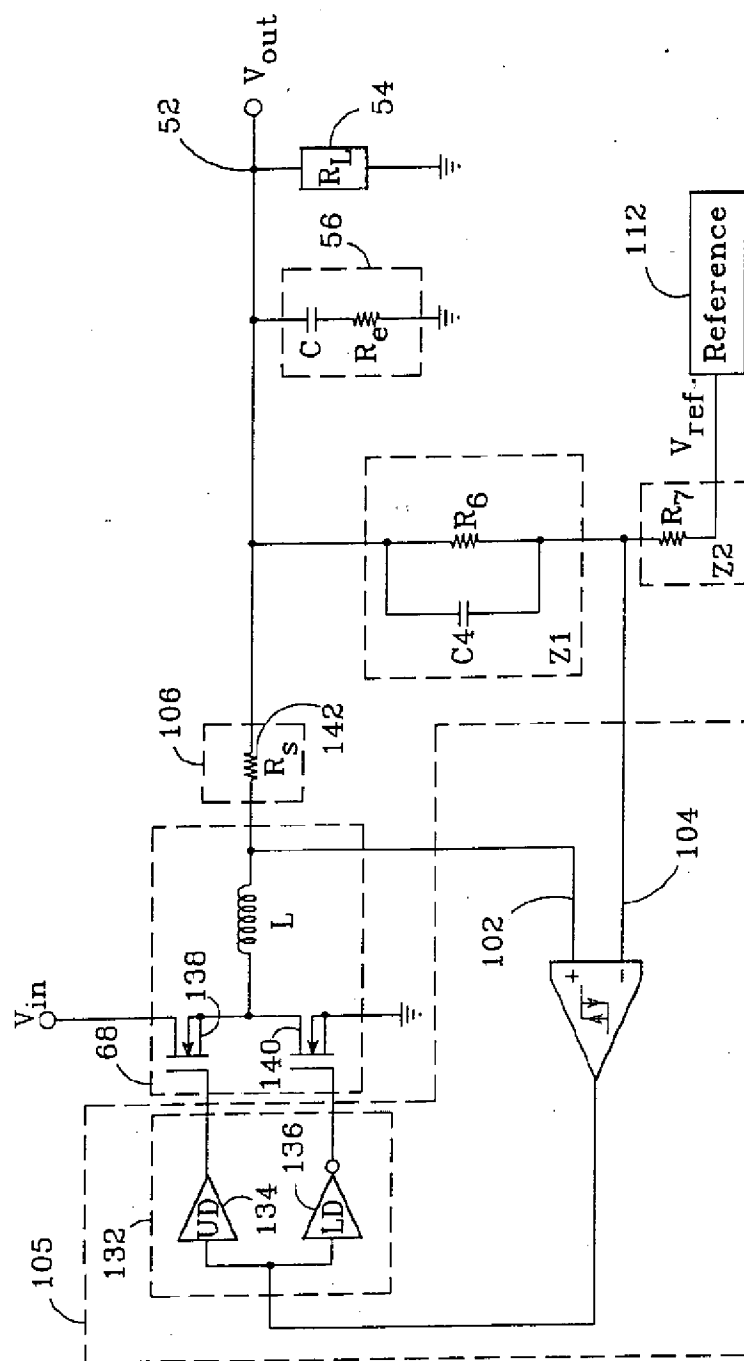 105
132
UD
134
136
LD
68
V_in
138
140
L
106
R_s
142
102
104
+
−
C4
R_6
Z1
C
R_e
56
52
V_out
R_L
54
Z2
R_7
V_ref.
Reference
112